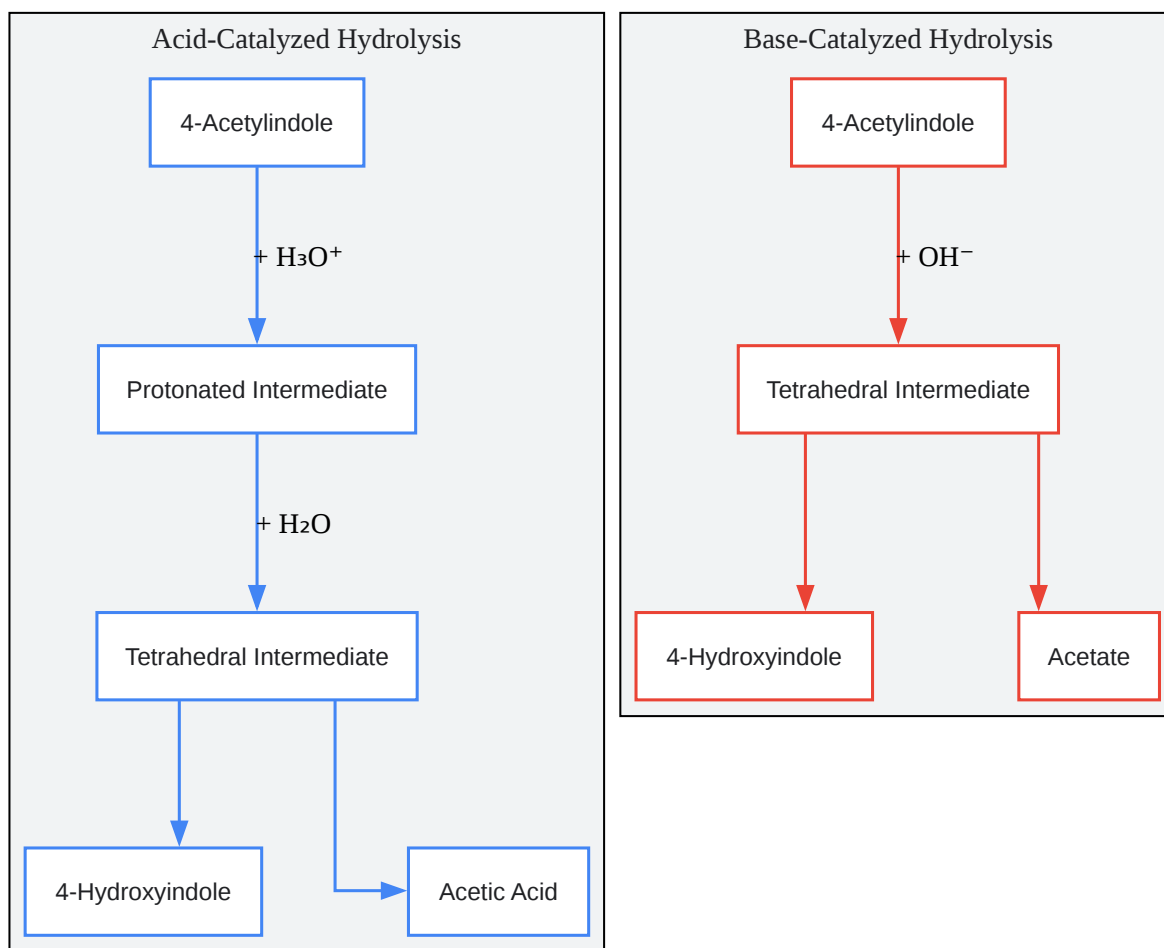 Acid-Catalyzed Hydrolysis
4-Acetylindole
+ H₃O⁺
Protonated Intermediate
+ H₂O
Tetrahedral Intermediate
4-Hydroxyindole
Acetic Acid
Base-Catalyzed Hydrolysis
4-Acetylindole
+ OH⁻
Tetrahedral Intermediate
4-Hydroxyindole
Acetate